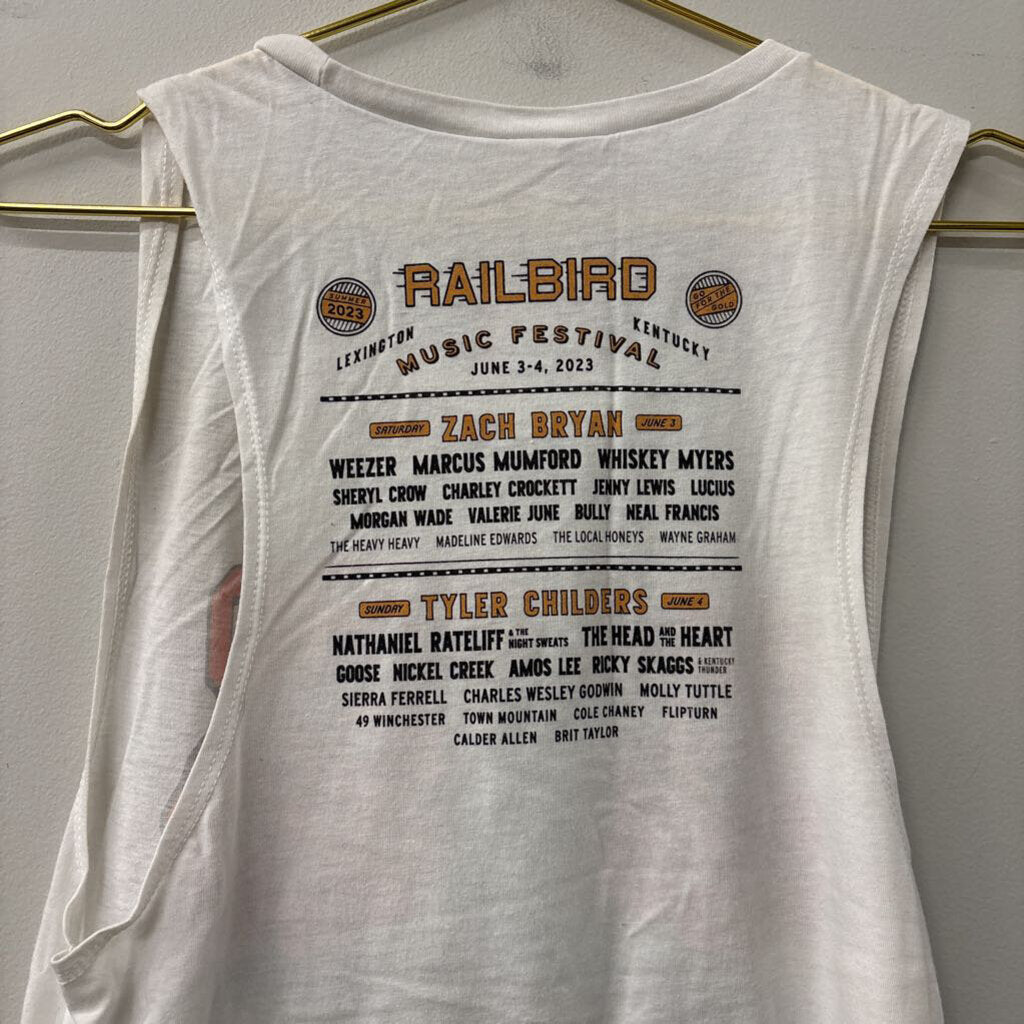 RAILBIRD
SUMMER
2023
GO
FOR THE
GOLD
LEXINGTON KENTUCKY
MUSIC FESTIVAL
JUNE 3-4, 2023
SATURDAY ZACH BRYAN JUNE 3
WEEZER MARCUS MUMFORD WHISKEY MYERS
SHERYL CROW CHARLEY CROCKETT JENNY LEWIS LUCIUS
MORGAN WADE VALERIE JUNE BULLY NEAL FRANCIS
THE HEAVY HEAVY MADELINE EDWARDS THE LOCAL HONEYS WAYNE GRAHAM
SUNDAY TYLER CHILDERS JUNE 4
NATHANIEL RATELIFF & THE NIGHT SWEATS THE HEAD AND THE HEART
GOOSE NICKEL CREEK AMOS LEE RICKY SKAGGS & KENTUCKY THUNDER
SIERRA FERRELL CHARLES WESLEY GODWIN MOLLY TUTTLE
49 WINCHESTER TOWN MOUNTAIN COLE CHANEY FLIPTURN
CALDER ALLEN BRIT TAYLOR